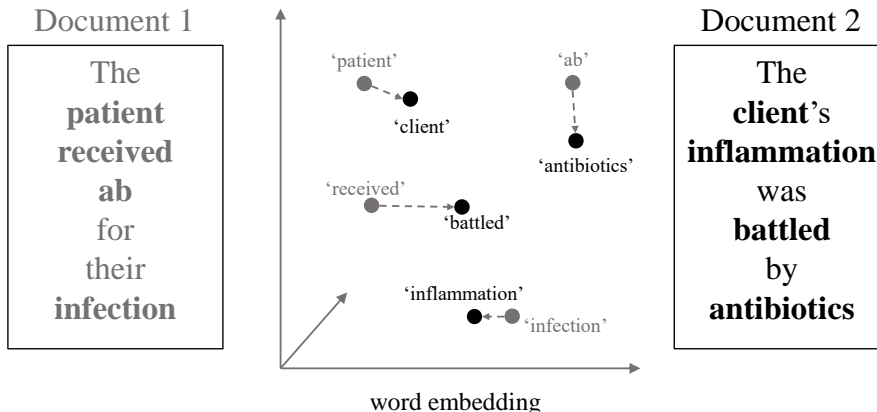 Document 1
The
patient
received
ab
for
their
infection
‘patient’
‘client’
‘ab’
‘antibiotics’
‘received’
‘battled’
‘inflammation’
‘infection’
word embedding
Document 2
The
client’s
inflammation
was
battled
by
antibiotics